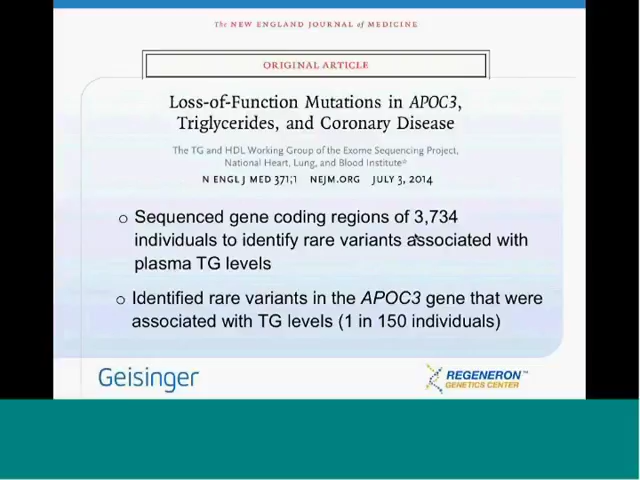 The NEW ENGLAND JOURNAL of MEDICINE
ORIGINAL ARTICLE
Loss-of-Function Mutations in APOC3,
Triglycerides, and Coronary Disease
The TG and HDL Working Group of the Exome Sequencing Project,
National Heart, Lung, and Blood Institute*
N ENGL J MED 371;1 NEJM.ORG JULY 3, 2014
o Sequenced gene coding regions of 3,734
individuals to identify rare variants associated with
plasma TG levels
o Identified rare variants in the APOC3 gene that were
associated with TG levels (1 in 150 individuals)
Geisinger
REGENERON™
GENETICS CENTER